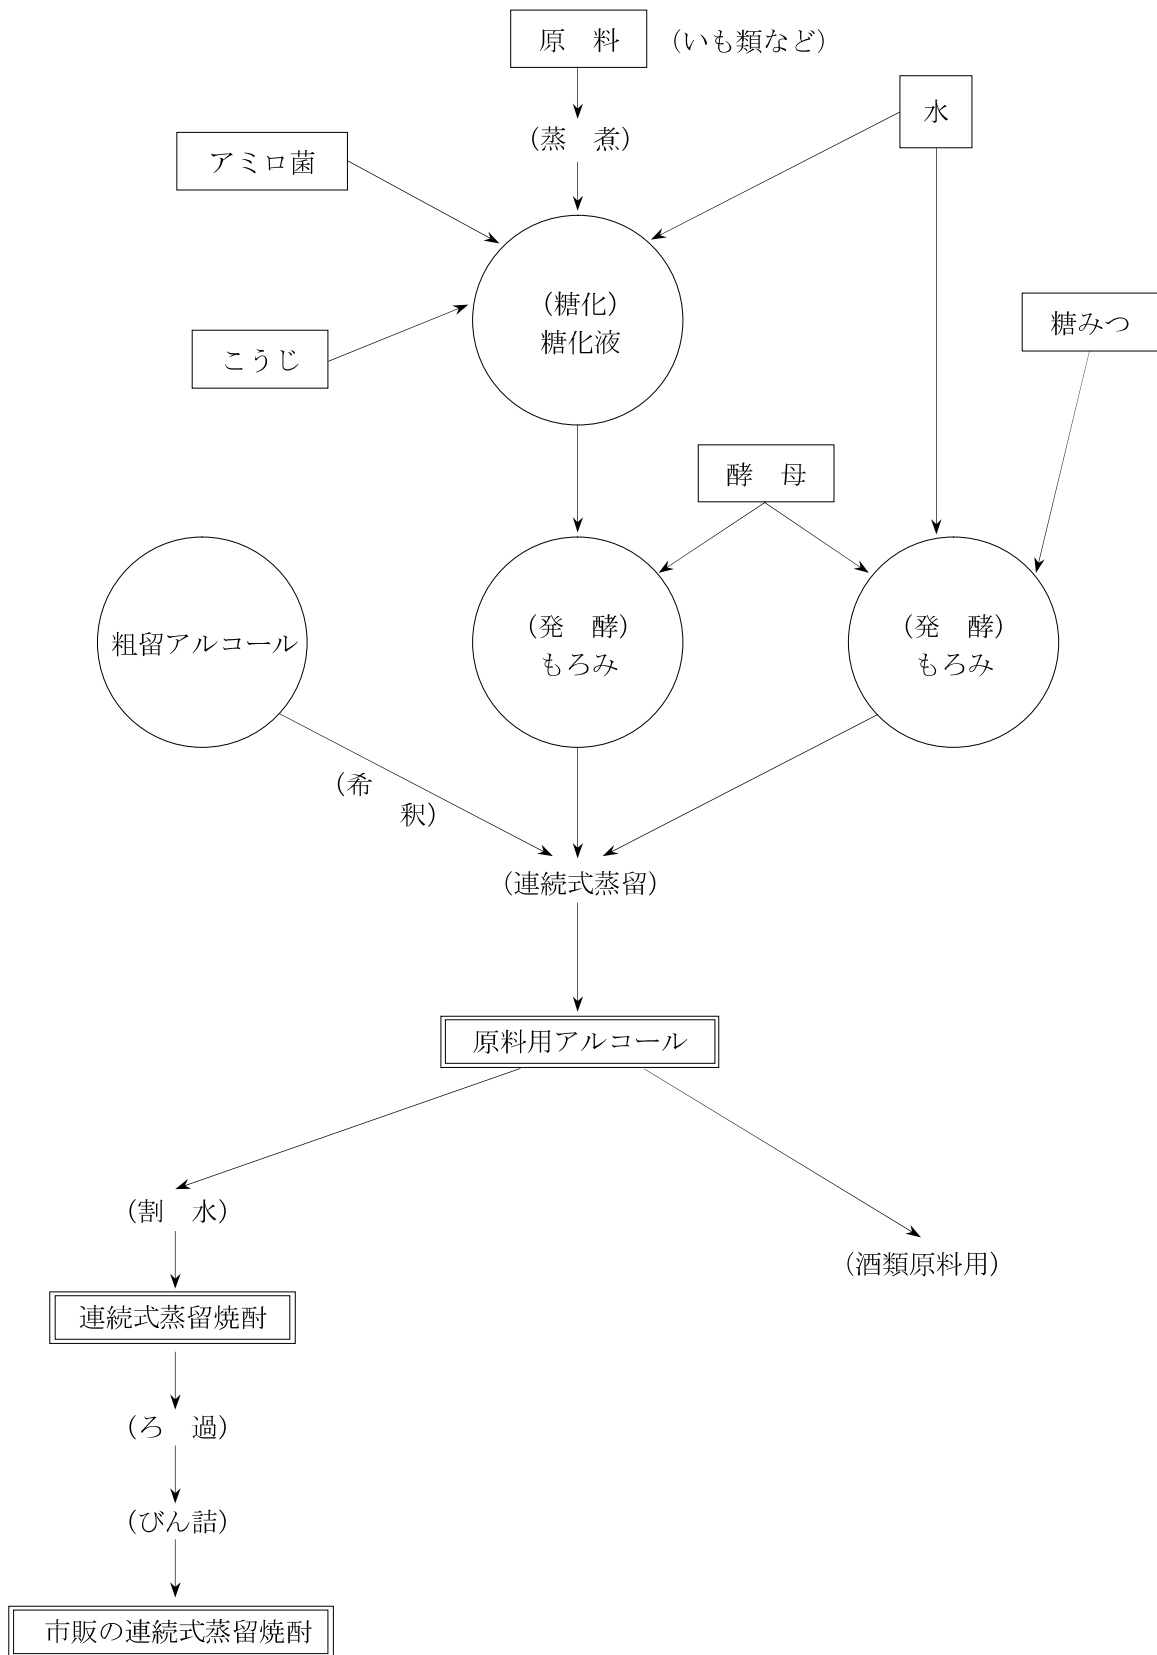 原　料
（いも類など）
水
（蒸　煮）
アミロ菌
（糖化）
糖化液
糖みつ
こうじ
酵　母
粗留アルコール
（発　酵）
もろみ
（発　酵）
もろみ
（希
釈）
（連続式蒸留）
原料用アルコール
（割　水）
（酒類原料用）
連続式蒸留焼酎
（ろ　過）
（びん詰）
市販の連続式蒸留焼酎